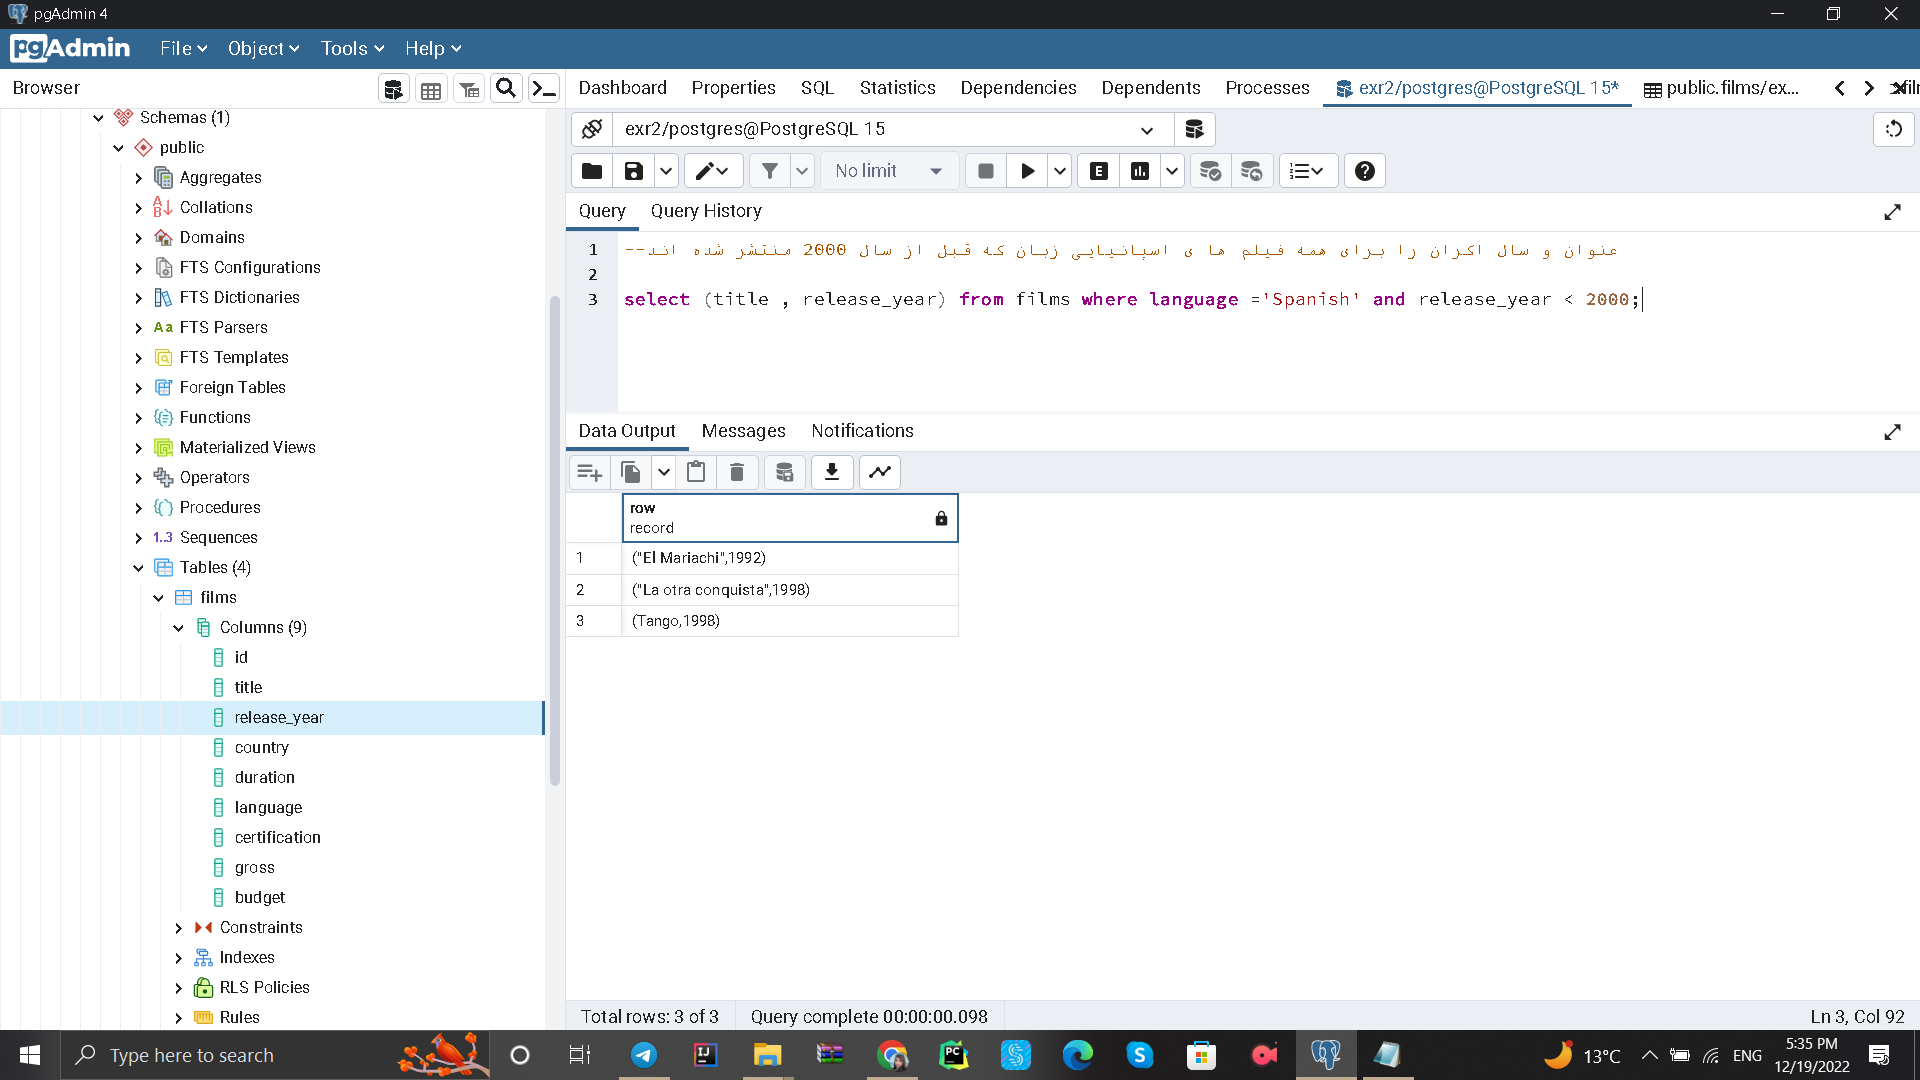 pgAdmin 4
pgAdmin File Object Tools Help
Browser
Dashboard Properties SQL Statistics Dependencies Dependents Processes exr2/postgres@PostgreSQL 15* public.films/ex...
Schemas (1)
public
Aggregates
Collations
Domains
FTS Configurations
FTS Dictionaries
FTS Parsers
FTS Templates
Foreign Tables
Functions
Materialized Views
Operators
Procedures
1..3 Sequences
Tables (4)
films
Columns (9)
id
title
release_year
country
duration
language
certification
gross
budget
Constraints
Indexes
RLS Policies
Rules
exr2/postgres@PostgreSQL 15
No limit
Query Query History
1 --عنوان و سال اکران را برای همه فیلم ها ی اسپانیایی زبان که قبل از سال 2000 منتشر شده اند
2
3 select (title , release_year) from films where language ='Spanish' and release_year < 2000;
Data Output Messages Notifications
row
record
1 ("El Mariachi",1992)
2 ("La otra conquista",1998)
3 (Tango,1998)
Total rows: 3 of 3 Query complete 00:00:00.098 Ln 3, Col 92
Type here to search
13°C ENG
5:35 PM
12/19/2022